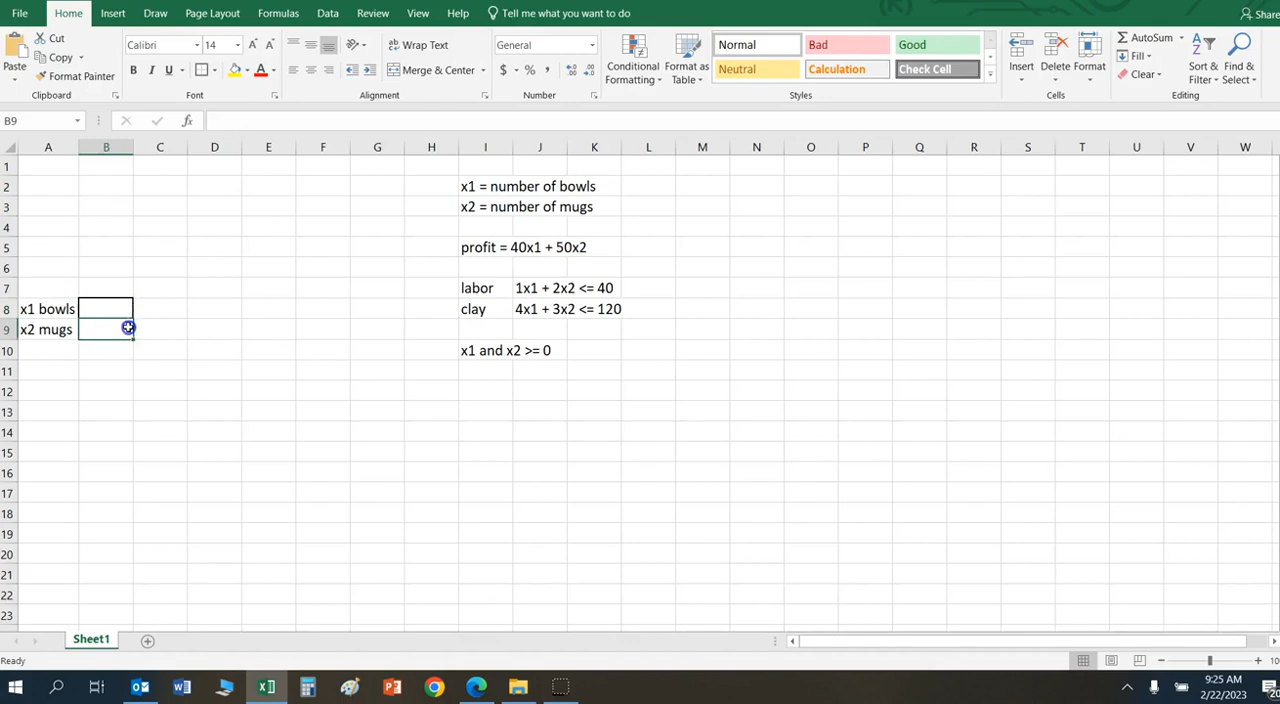 File Home Insert Draw Page Layout Formulas Data Review View Help Tell me what you want to do Share
Paste
Cut
Copy
Format Painter
Clipboard
Calibri 14
B I U A
Font
Wrap Text
Merge & Center
Alignment
General
$ % ,
Number
Conditional Formatting
Format as Table
Normal Bad Good
Neutral Calculation Check Cell
Styles
Insert Delete Format
Cells
AutoSum
Fill
Clear
Sort & Filter
Find & Select
Editing
B9 fx
A B C D E F G H I J K L M N O P Q R S T U V W
1
2 x1 = number of bowls
3 x2 = number of mugs
4
5 profit = 40x1 + 50x2
6
7 labor 1x1 + 2x2 <= 40
8 x1 bowls clay 4x1 + 3x2 <= 120
9 x2 mugs
10 x1 and x2 >= 0
11
12
13
14
15
16
17
18
19
20
21
22
23
Sheet1
Ready 10
9:25 AM
2/22/2023 20